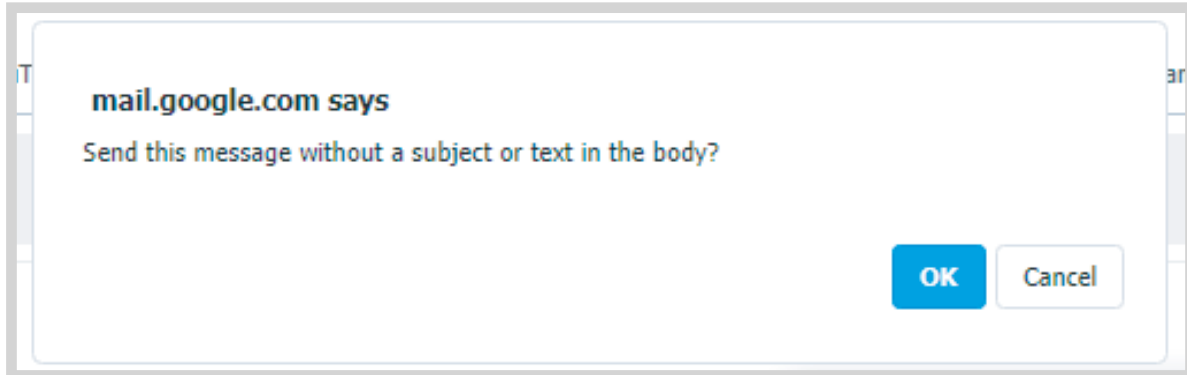 mail.google.com says
Send this message without a subject or text in the body?
OK Cancel